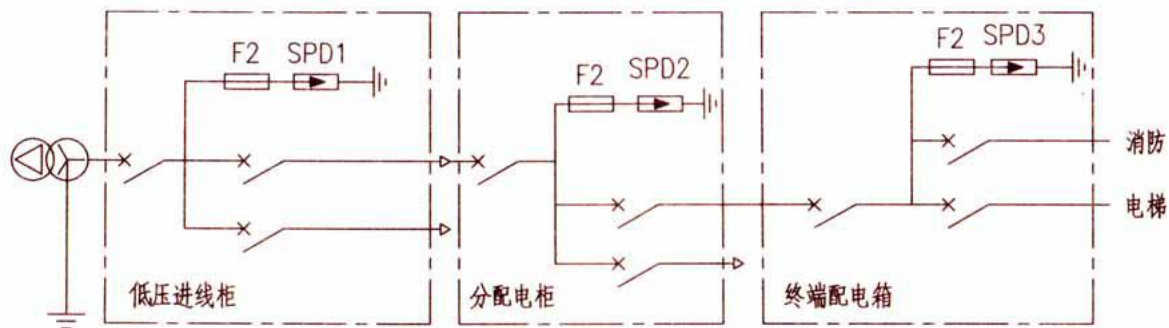 F2 SPD1
F2 SPD2
F2 SPD3
消防
电梯
低压进线柜
分配电柜
终端配电箱